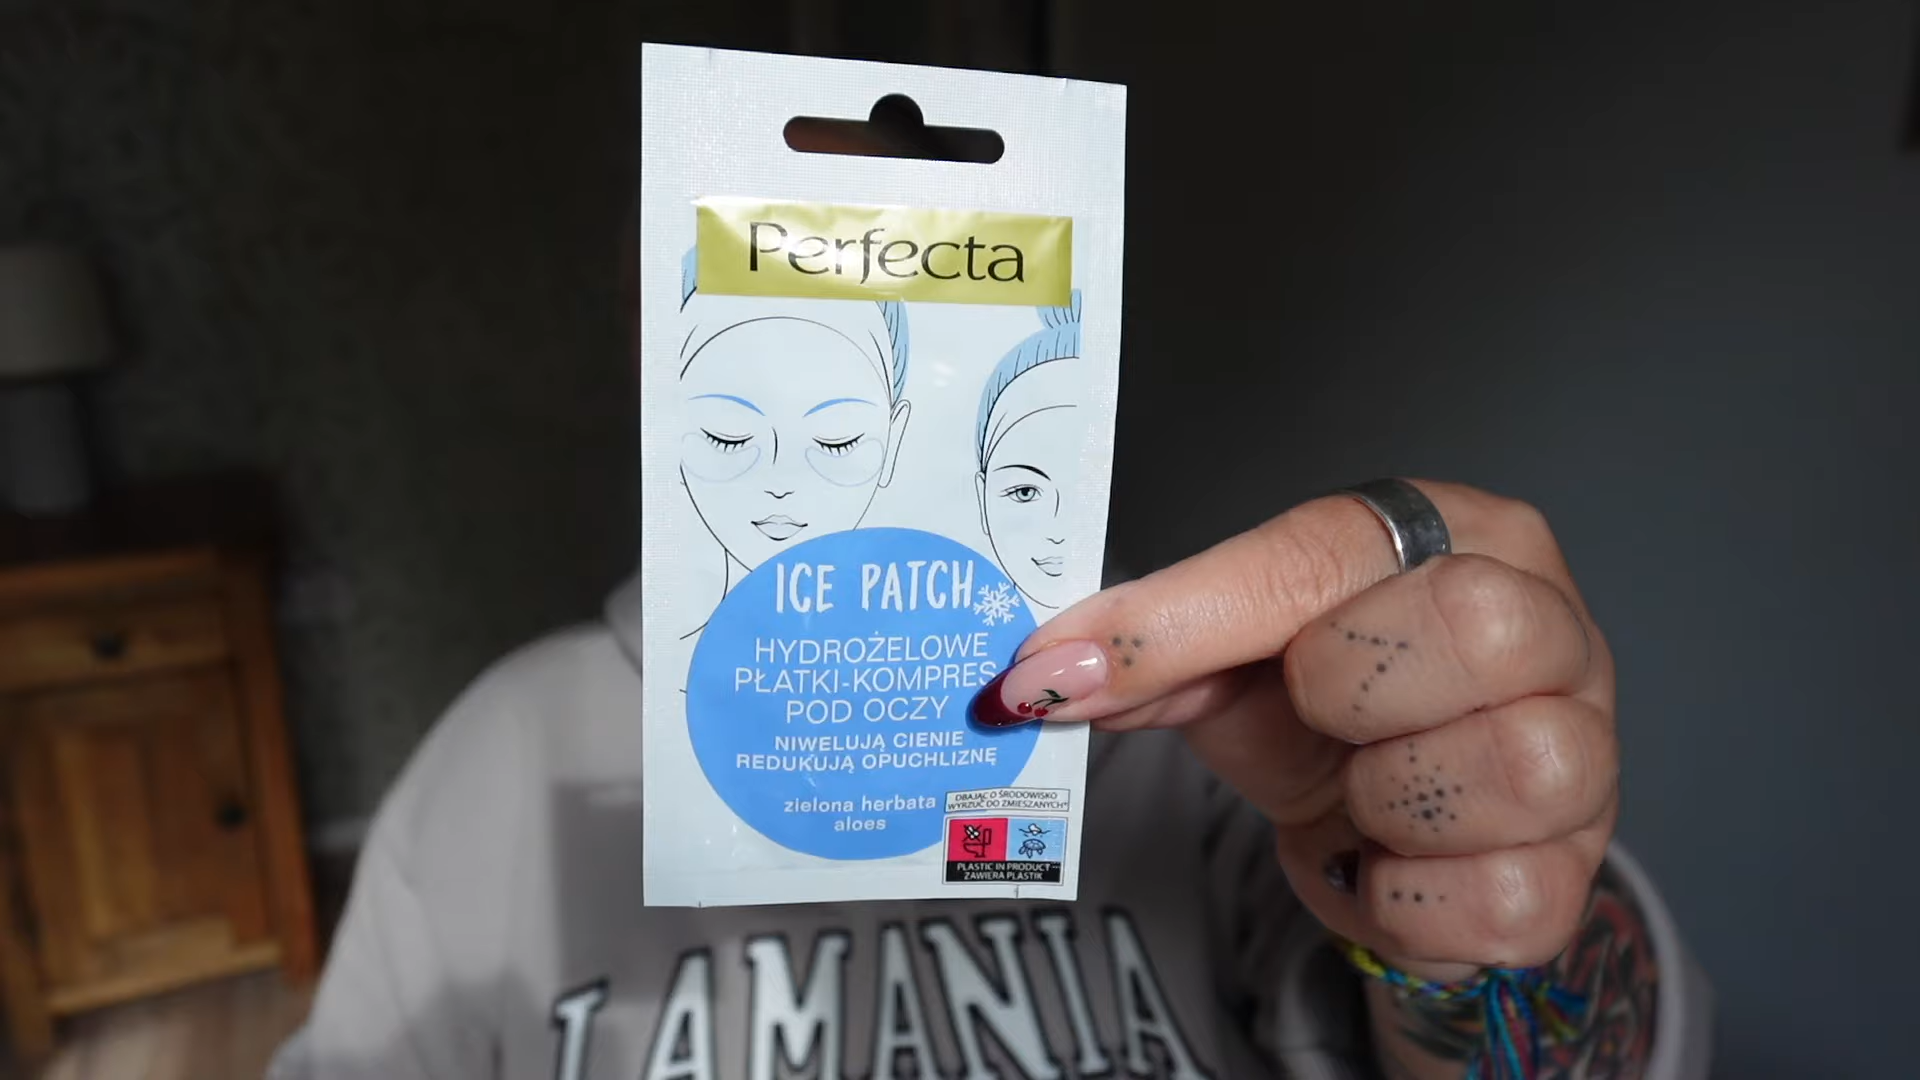 Perfecta
ICE PATCH
HYDROŻELOWE
PŁATKI-KOMPRES
POD OCZY
NIWELUJĄ CIENIE
REDUKUJĄ OPUCHLIZNĘ
zielona herbata
aloes
DBAJĄC O ŚRODOWISKO
WYRZUĆ DO ZMIESZANYCH*
PLASTIC IN PRODUCT
ZAWIERA PLASTIK
LAMANIA